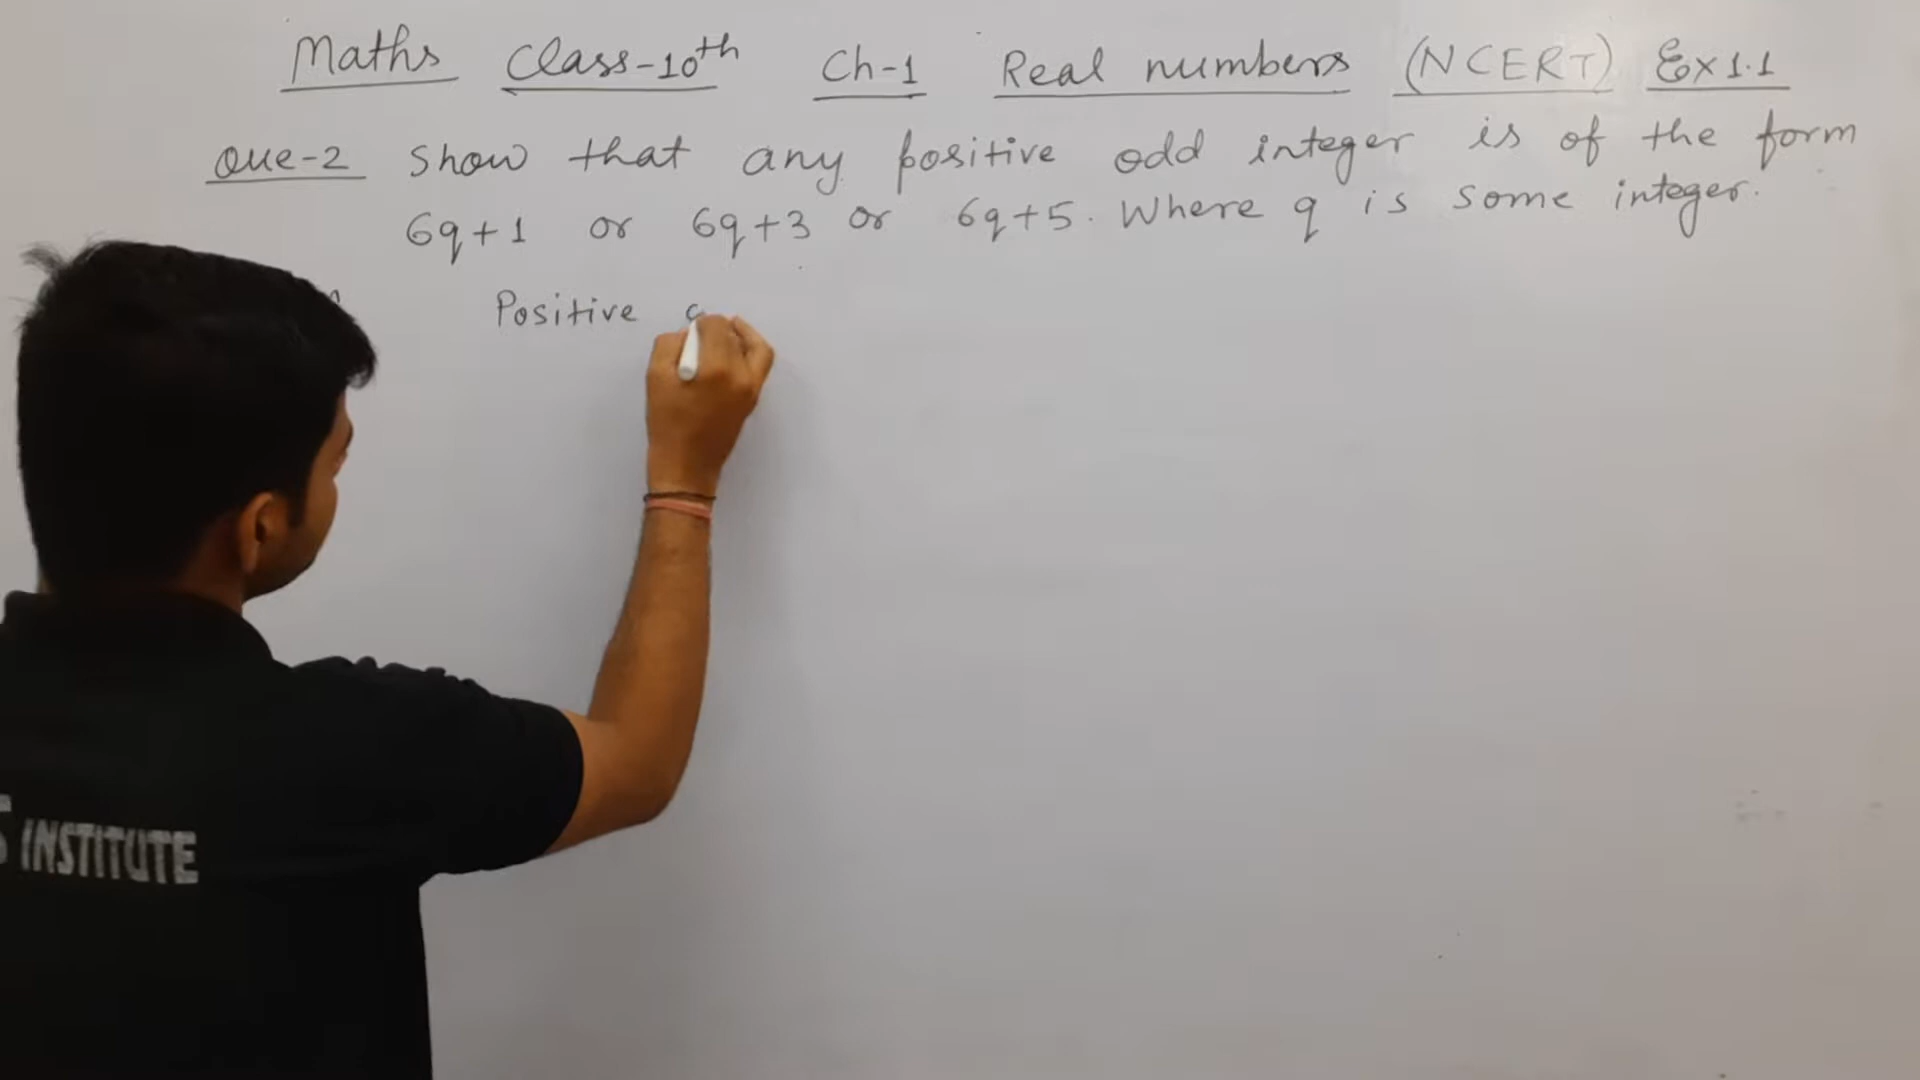 Maths Class-10th Ch-1 Real numbers (NCERT) Ex 1.1
Que-2 Show that any positive odd integer is of the form
6q+1 or 6q+3 or 6q+5. Where q is some integer.
Positive
INSTITUTE